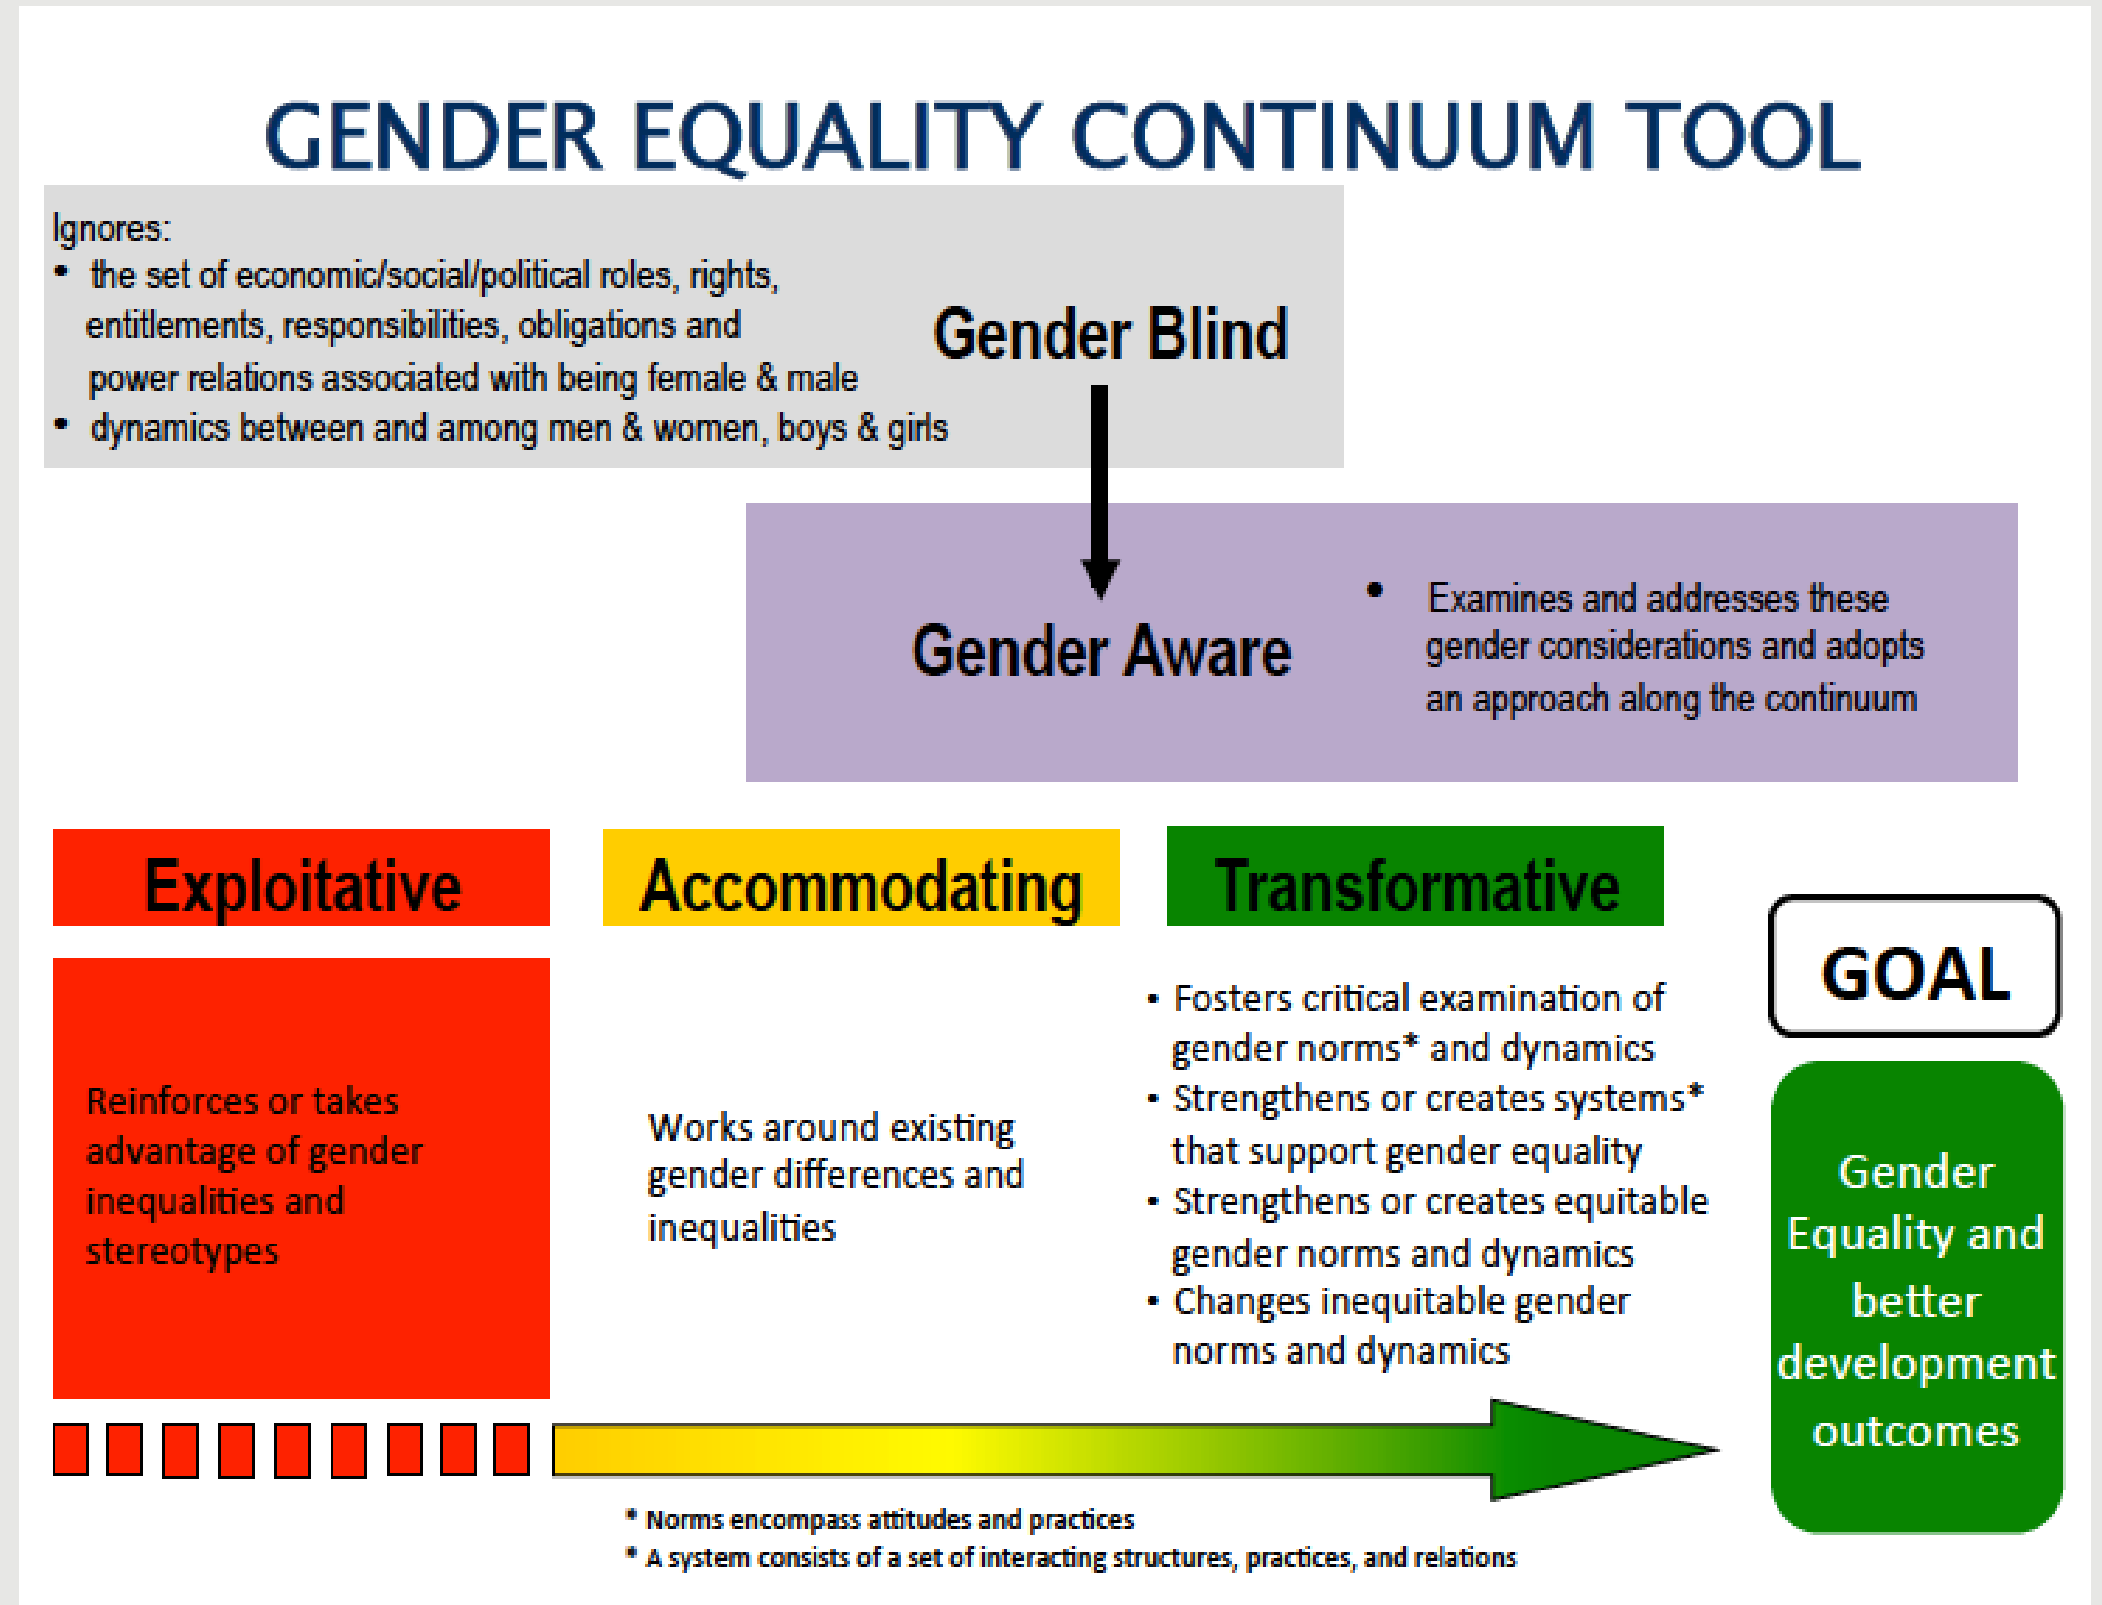 GENDER EQUALITY CONTINUUM TOOL
Ignores:
• the set of economic/social/political roles, rights,
entitlements, responsibilities, obligations and
power relations associated with being female & male
• dynamics between and among men & women, boys & girls
Gender Blind
Gender Aware
• Examines and addresses these
gender considerations and adopts
an approach along the continuum
Exploitative
Reinforces or takes
advantage of gender
inequalities and
stereotypes
Accommodating
Works around existing
gender differences and
inequalities
Transformative
• Fosters critical examination of
gender norms* and dynamics
• Strengthens or creates systems*
that support gender equality
• Strengthens or creates equitable
gender norms and dynamics
• Changes inequitable gender
norms and dynamics
GOAL
Gender
Equality and
better
development
outcomes
* Norms encompass attitudes and practices
* A system consists of a set of interacting structures, practices, and relations